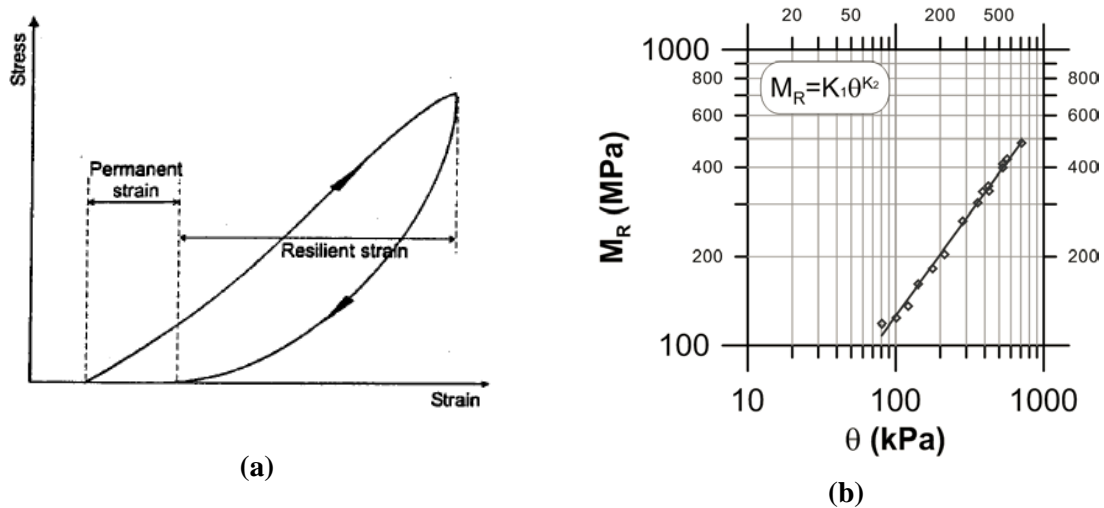 Stress
Permanent
strain
Resilient strain
Strain
(a)
20 50 200 500
1000
800 800
M_R=K₁θ^K₂
600 600
400 400
M_R (MPa)
200 200
100
10 100 1000
θ (kPa)
(b)